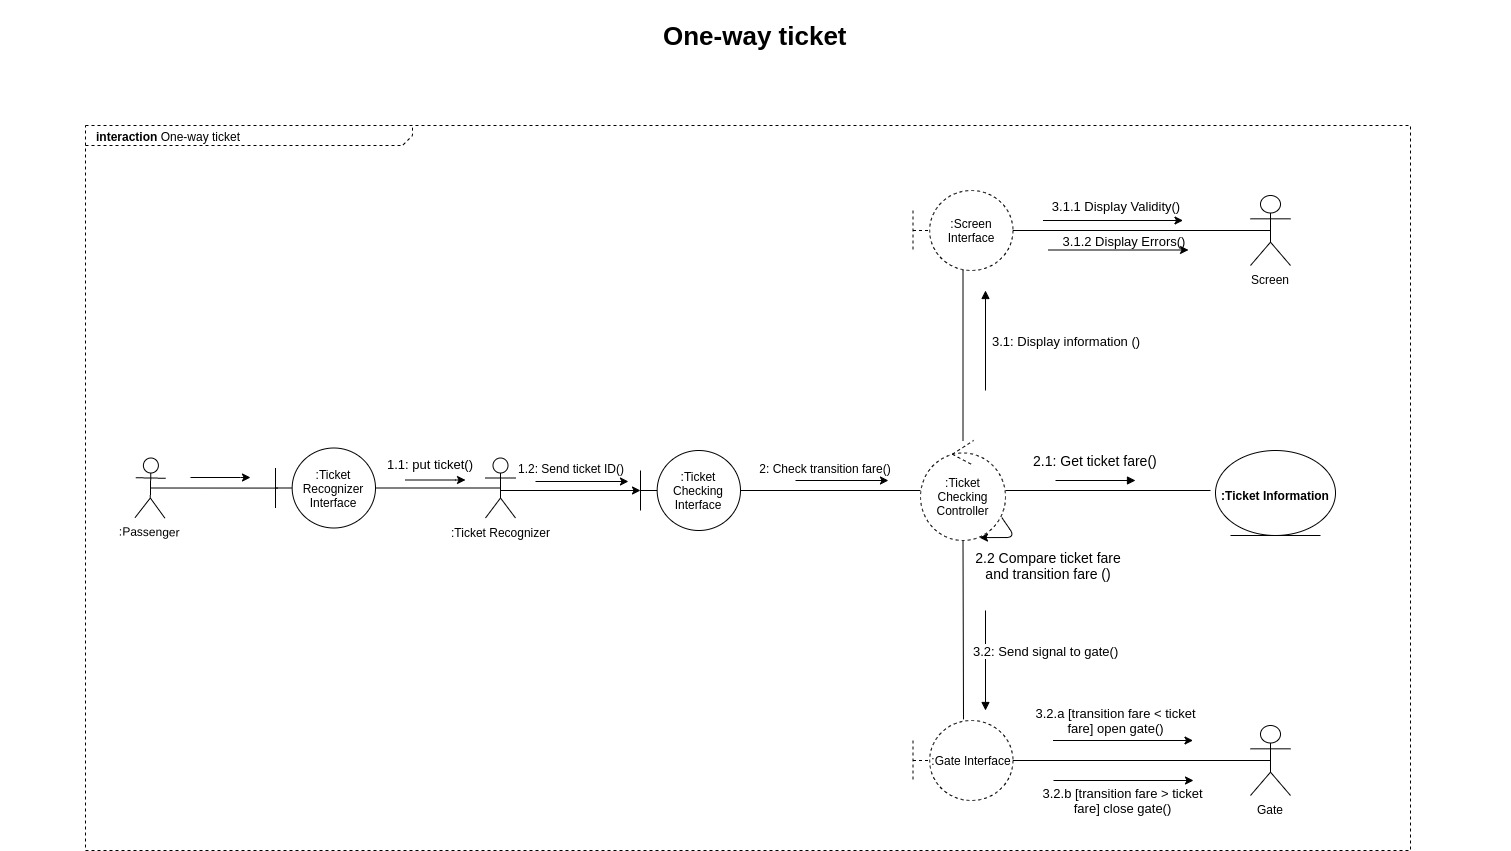 One-way ticket
interaction One-way ticket
3.1.1 Display Validity()
:Screen
Interface
3.1.2 Display Errors()
Screen
3.1: Display information ()
:Ticket
Recognizer
Interface
1.1: put ticket()
1.2: Send ticket ID()
:Ticket
Checking
Interface
2: Check transition fare()
:Ticket
Checking
Controller
2.1: Get ticket fare()
:Ticket Information
:Passenger
:Ticket Recognizer
2.2 Compare ticket fare
and transition fare ()
3.2: Send signal to gate()
3.2.a [transition fare < ticket
fare] open gate()
:Gate Interface
3.2.b [transition fare > ticket
fare] close gate()
Gate